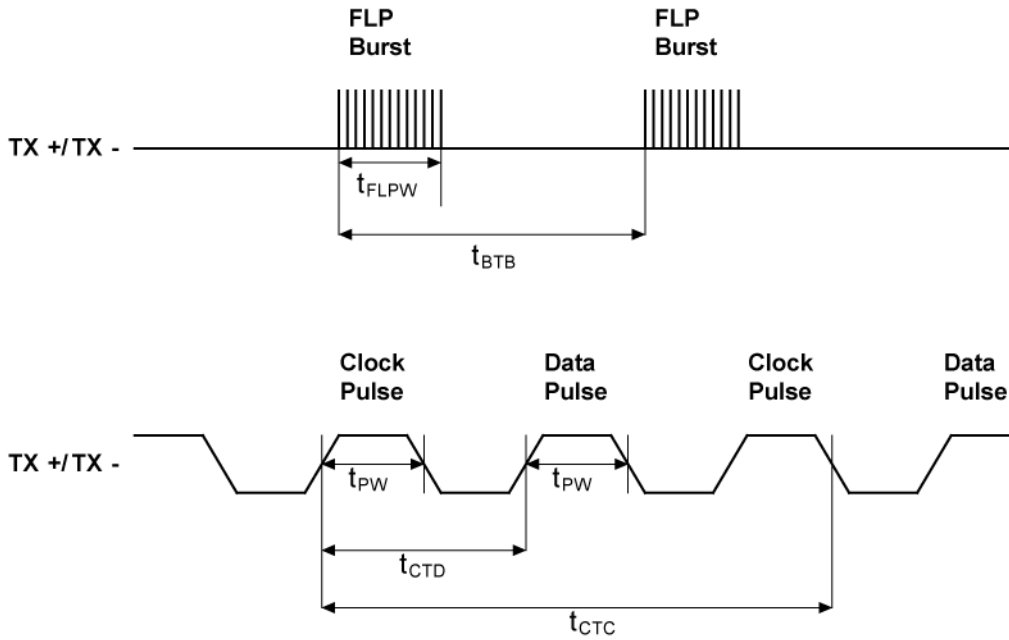 FLP Burst
FLP Burst
TX +/TX -
tFLPW
tBTB
Clock Pulse
Data Pulse
Clock Pulse
Data Pulse
TX +/TX -
tPW
tPW
tCTD
tCTC